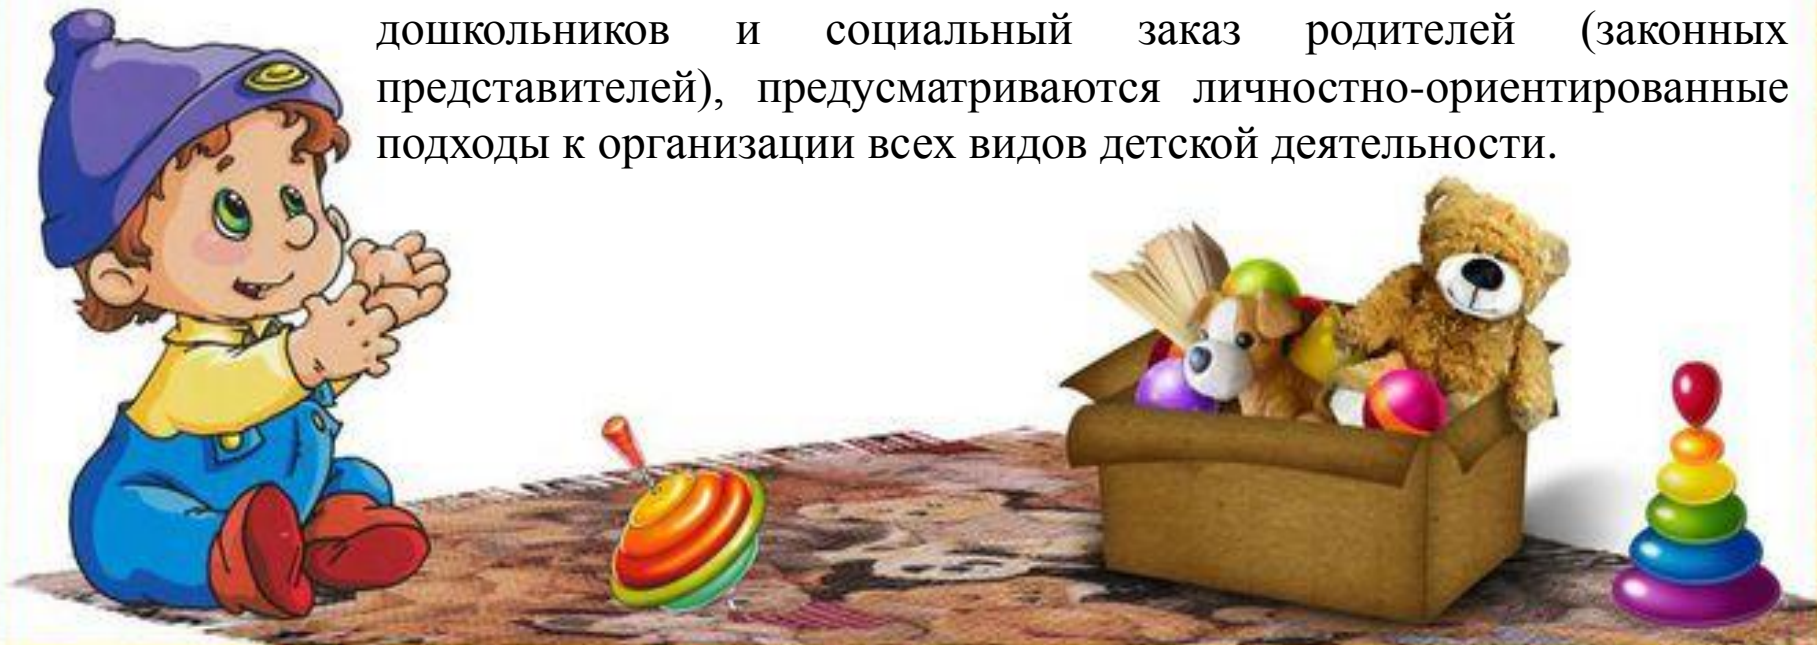 дошкольников и социальный заказ родителей (законных
представителей), предусматриваются личностно-ориентированные
подходы к организации всех видов детской деятельности.